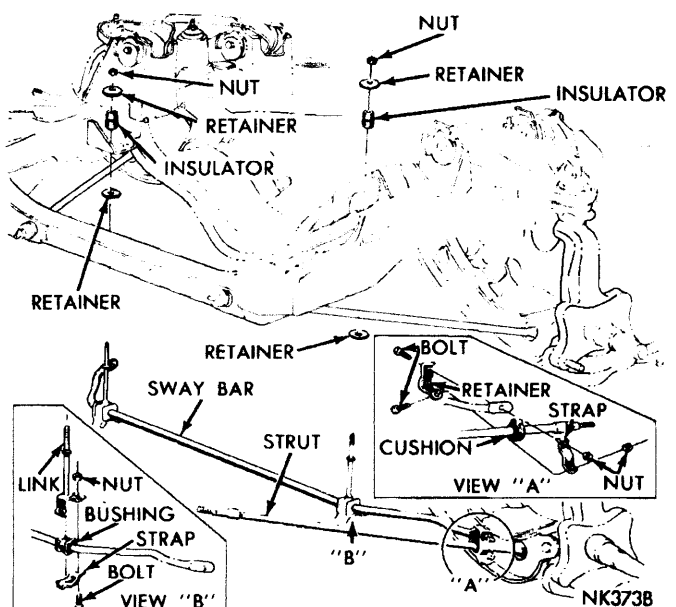 NUT
NUT
RETAINER
RETAINER
INSULATOR
INSULATOR
RETAINER
RETAINER
SWAY BAR
STRUT
"B"
"A"
BOLT
RETAINER
STRAP
CUSHION
NUT
VIEW "A"
LINK
NUT
BUSHING
STRAP
BOLT
VIEW "B"
NK373B